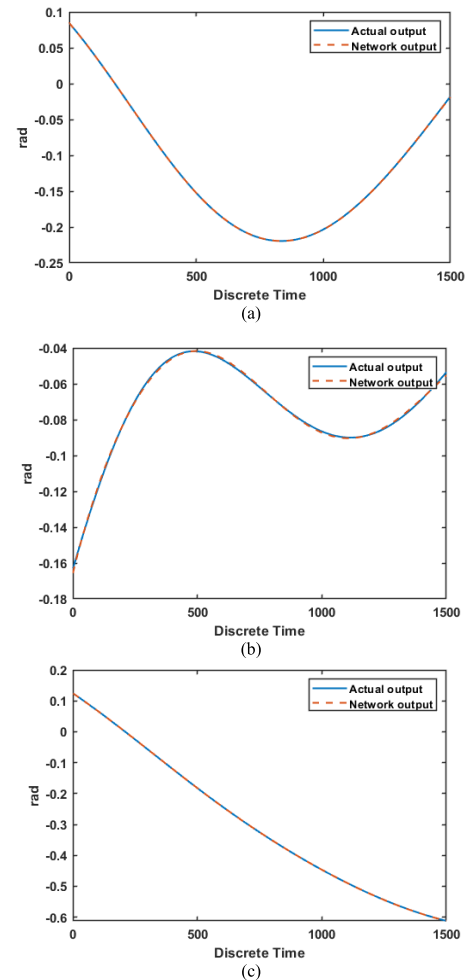 0.1
0.05
0
-0.05
-0.1
-0.15
-0.2
-0.25
rad
Actual output
Network output
0 500 1000 1500
Discrete Time
(a)
-0.04
-0.06
-0.08
-0.1
-0.12
-0.14
-0.16
-0.18
rad
Actual output
Network output
0 500 1000 1500
Discrete Time
(b)
0.2
0.1
0
-0.1
-0.2
-0.3
-0.4
-0.5
-0.6
rad
Actual output
Network output
0 500 1000 1500
Discrete Time
(c)